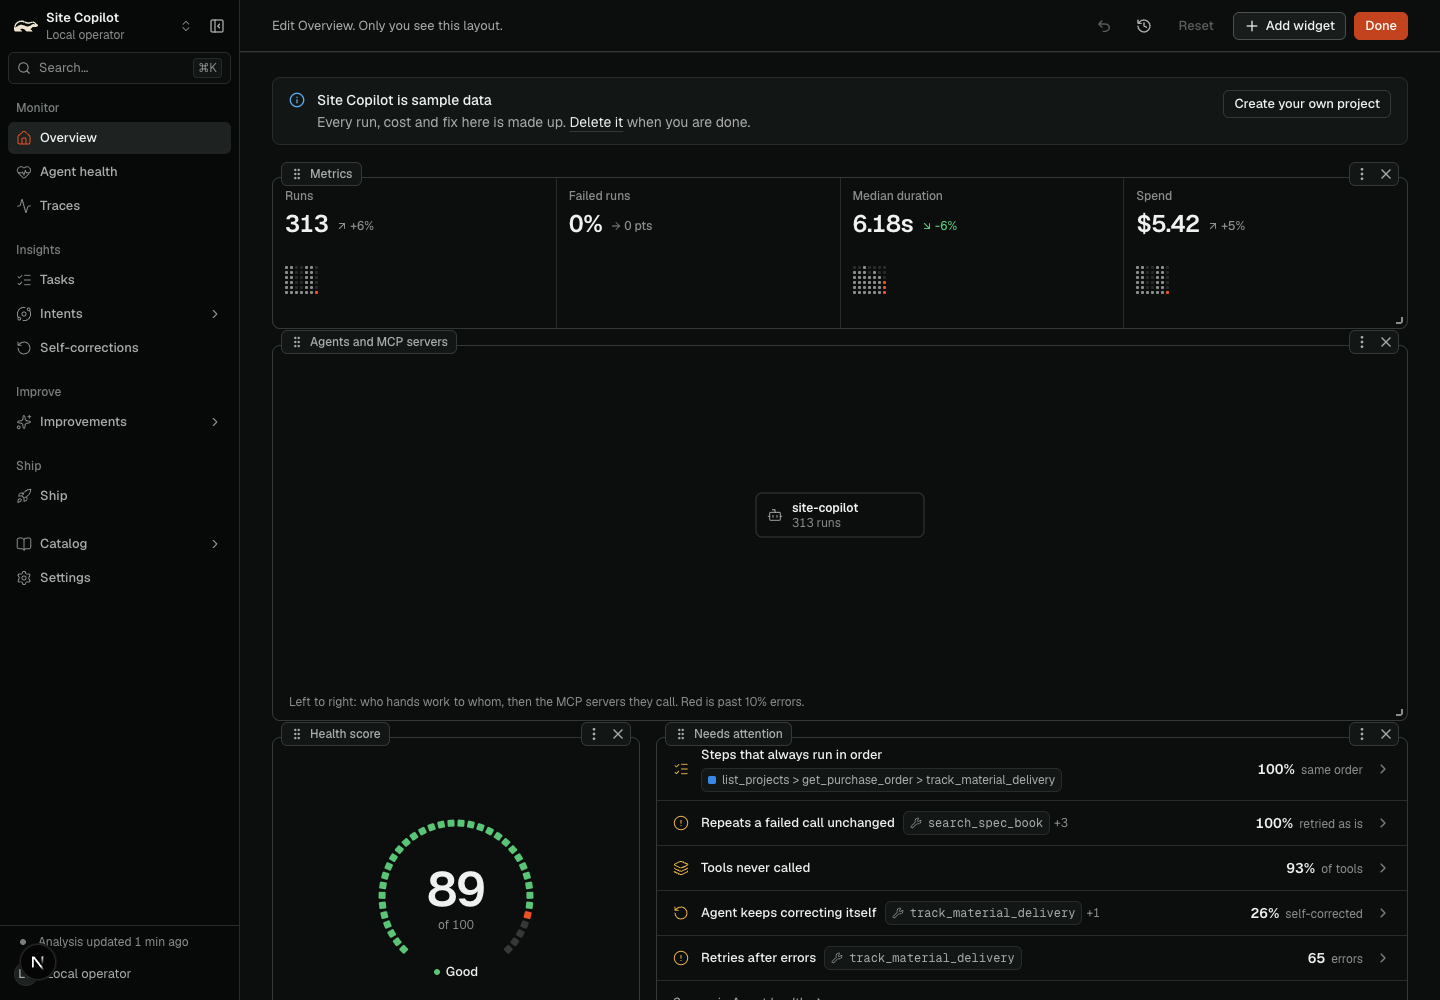 Site Copilot
Local operator
Search...
⌘K
Monitor
Overview
Agent health
Traces
Insights
Tasks
Intents
Self-corrections
Improve
Improvements
Ship
Ship
Catalog
Settings
Analysis updated 1 min ago
N
Local operator
Edit Overview. Only you see this layout.
Reset
Add widget
Done
Site Copilot is sample data
Every run, cost and fix here is made up. Delete it when you are done.
Create your own project
Metrics
Runs
313 +6%
Failed runs
0% 0 pts
Median duration
6.18s -6%
Spend
$5.42 +5%
Agents and MCP servers
site-copilot
313 runs
Left to right: who hands work to whom, then the MCP servers they call. Red is past 10% errors.
Health score
89
of 100
Good
Needs attention
Steps that always run in order
list_projects > get_purchase_order > track_material_delivery
100% same order
Repeats a failed call unchanged search_spec_book +3
100% retried as is
Tools never called
93% of tools
Agent keeps correcting itself track_material_delivery +1
26% self-corrected
Retries after errors track_material_delivery
65 errors